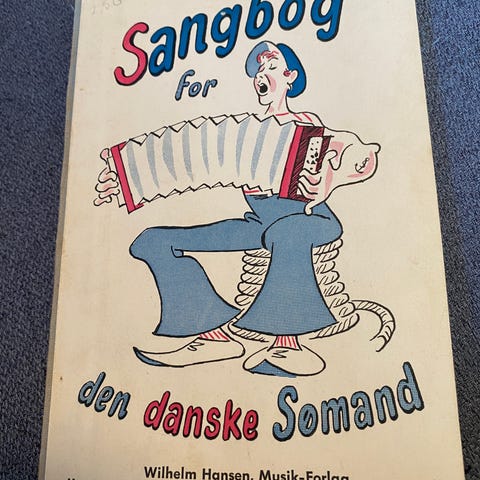 Sangbog
for
den danske Sømand
Wilhelm Hansen, Musik-Forlag